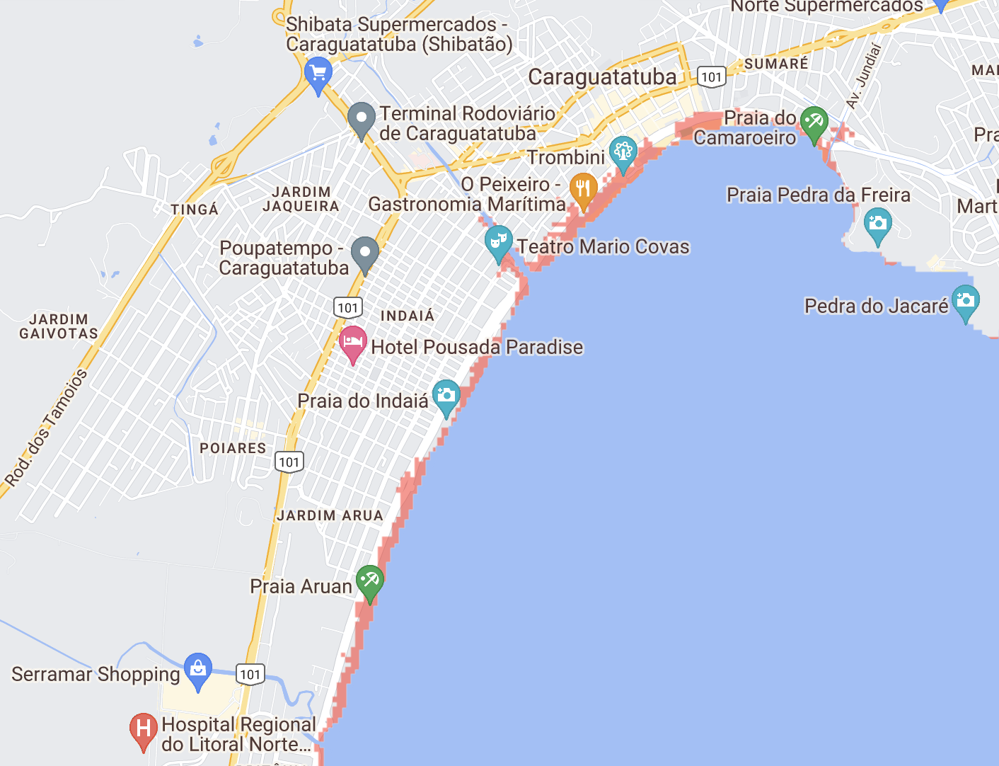 Norte Supermercados
Shibata Supermercados -
Caraguatatuba (Shibatão)
SUMARÉ
Caraguatatuba
101
Av. Jundiaí
Terminal Rodoviário
de Caraguatatuba
Praia do
Camaroeiro
Trombini
O Peixeiro -
Gastronomia Marítima
JARDIM
JAQUEIRA
TINGÁ
Praia Pedra da Freira
Mart
Poupatempo -
Caraguatatuba
Teatro Mario Covas
101
INDAIÁ
Pedra do Jacaré
JARDIM
GAIVOTAS
Hotel Pousada Paradise
Praia do Indaiá
Rod. dos Tamoios
POIARES
101
JARDIM ARUA
Praia Aruan
Serramar Shopping
101
Hospital Regional
do Litoral Norte...